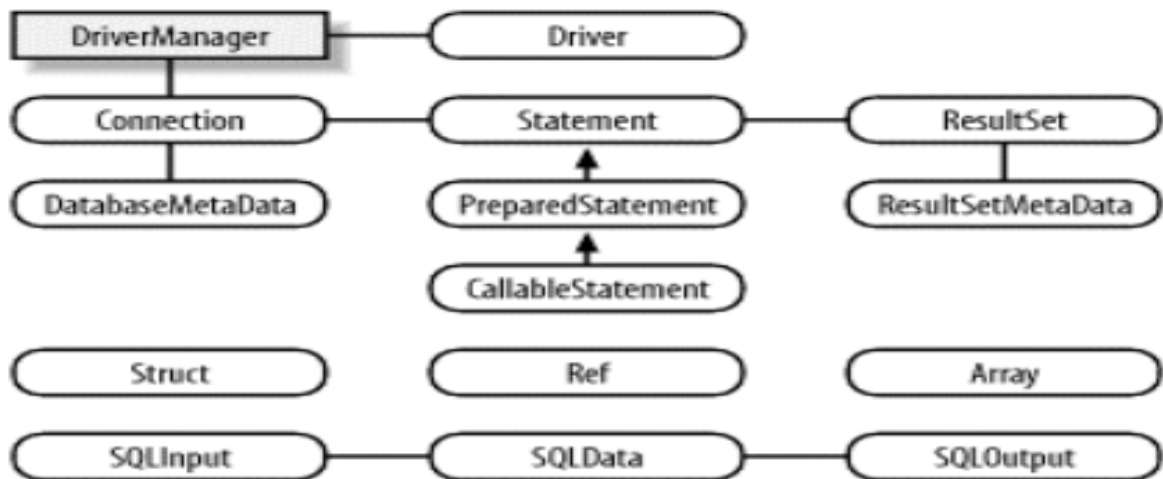 DriverManager
Driver
Connection
Statement
ResultSet
DatabaseMetaData
PreparedStatement
ResultSetMetaData
CallableStatement
Struct
Ref
Array
SQLInput
SQLData
SQLOutput